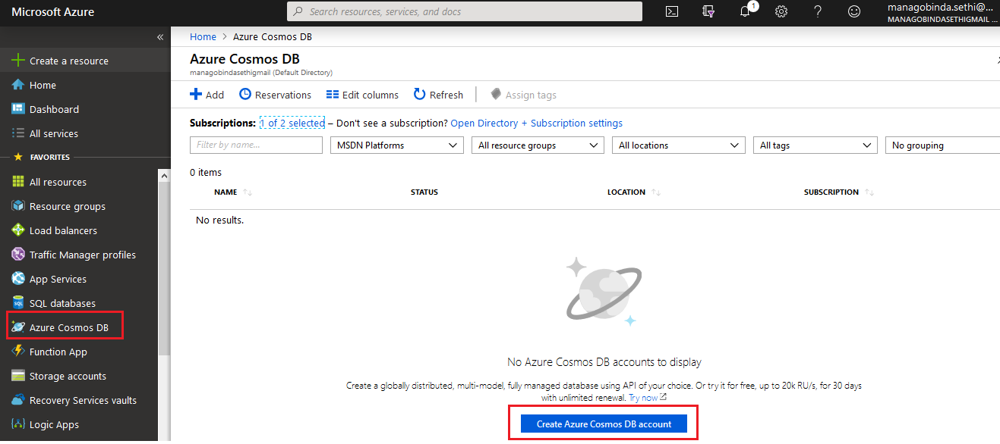 Microsoft Azure
Search resources, services, and docs
1
managobinda.sethi@...
MANAGOBINDASETHIGMAIL ...
«
Create a resource
Home
Dashboard
All services
FAVORITES
All resources
Resource groups
Load balancers
Traffic Manager profiles
App Services
SQL
SQL databases
Azure Cosmos DB
Function App
Storage accounts
Recovery Services vaults
Logic Apps
Home > Azure Cosmos DB
Azure Cosmos DB
managobindasethigmail (Default Directory)
Add Reservations Edit columns Refresh Assign tags
Subscriptions: 1 of 2 selected – Don't see a subscription? Open Directory + Subscription settings
Filter by name... MSDN Platforms All resource groups All locations All tags No grouping
0 items
NAME STATUS LOCATION SUBSCRIPTION
No results.
No Azure Cosmos DB accounts to display
Create a globally distributed, multi-model, fully managed database using API of your choice. Or try it for free, up to 20k RU/s, for 30 days
with unlimited renewal. Try now
Create Azure Cosmos DB account